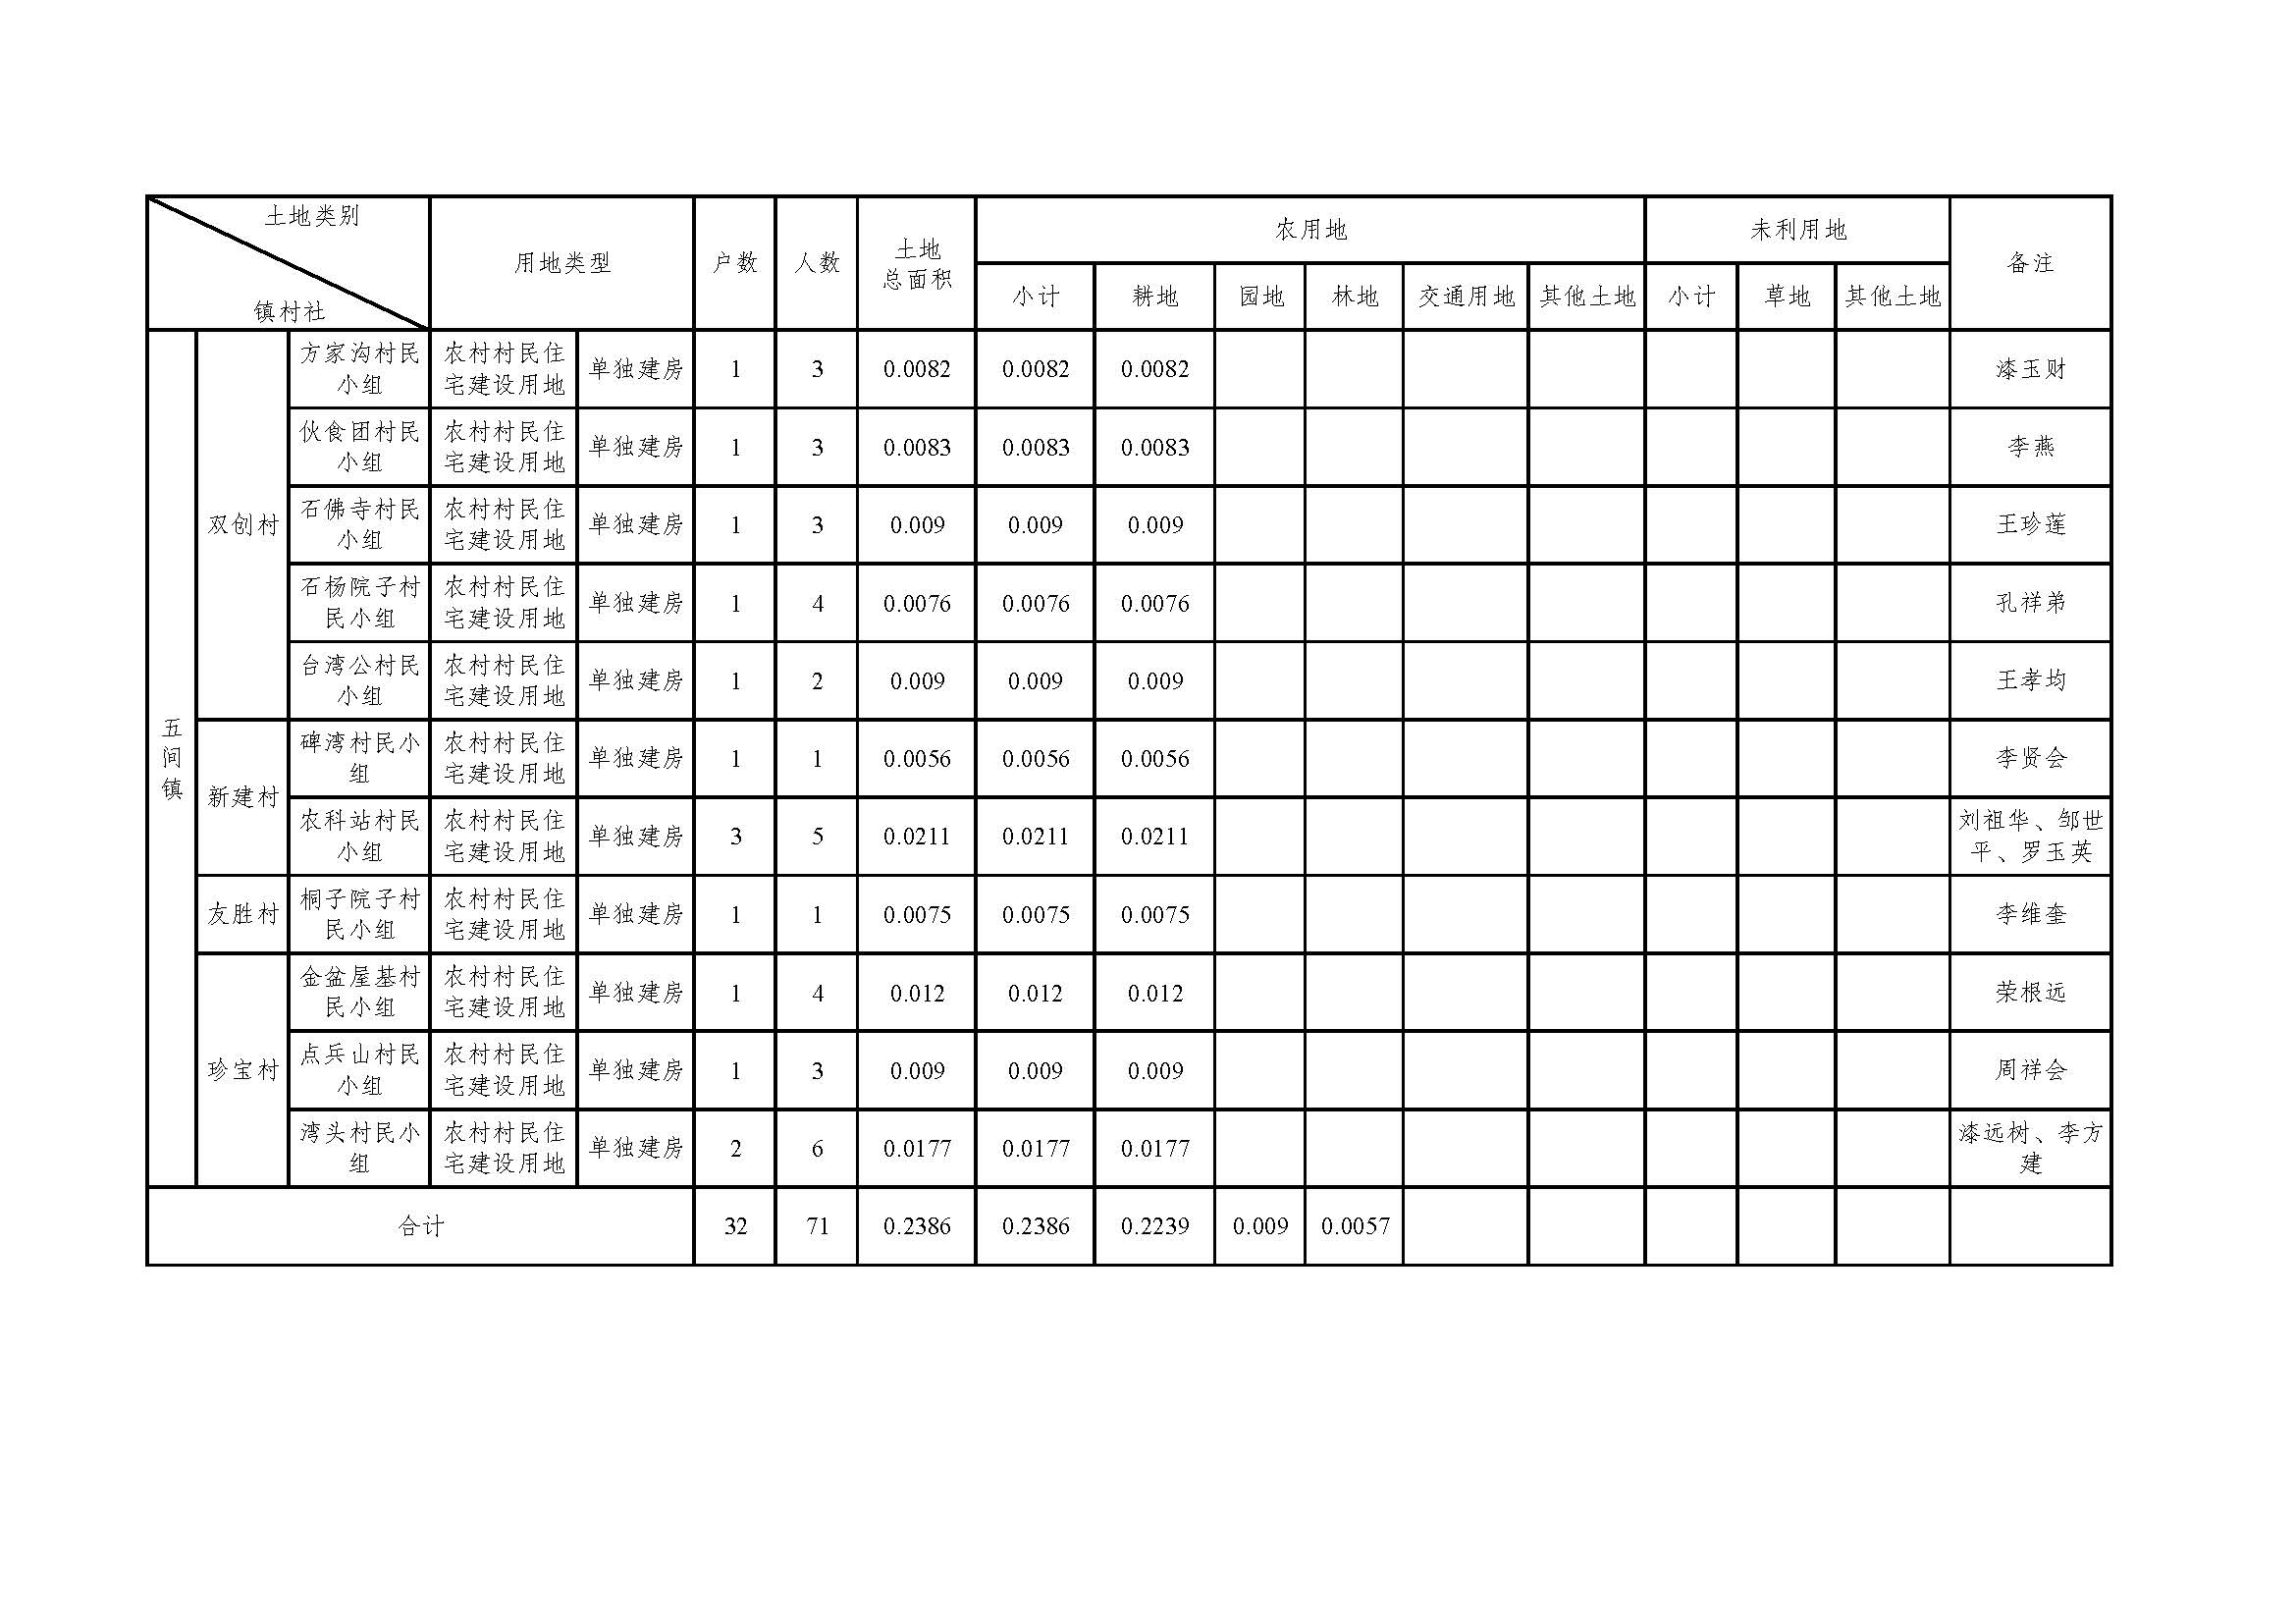 土地类别
镇村社
用地类型
户数
人数
土地
总面积
农用地
未利用地
备注
小计
耕地
园地
林地
交通用地
其他土地
小计
草地
其他土地
五
间
镇
双创村
方家沟村民
小组
农村村民住
宅建设用地
单独建房
1
3
0.0082
0.0082
0.0082
漆玉财
伙食团村民
小组
农村村民住
宅建设用地
单独建房
1
3
0.0083
0.0083
0.0083
李燕
石佛寺村民
小组
农村村民住
宅建设用地
单独建房
1
3
0.009
0.009
0.009
王珍莲
石杨院子村
民小组
农村村民住
宅建设用地
单独建房
1
4
0.0076
0.0076
0.0076
孔祥弟
台湾公村民
小组
农村村民住
宅建设用地
单独建房
1
2
0.009
0.009
0.009
王孝均
新建村
碑湾村民小
组
农村村民住
宅建设用地
单独建房
1
1
0.0056
0.0056
0.0056
李贤会
农科站村民
小组
农村村民住
宅建设用地
单独建房
3
5
0.0211
0.0211
0.0211
刘祖华、邹世
平、罗玉英
友胜村
桐子院子村
民小组
农村村民住
宅建设用地
单独建房
1
1
0.0075
0.0075
0.0075
李维奎
珍宝村
金盆屋基村
民小组
农村村民住
宅建设用地
单独建房
1
4
0.012
0.012
0.012
荣根远
点兵山村民
小组
农村村民住
宅建设用地
单独建房
1
3
0.009
0.009
0.009
周祥会
湾头村民小
组
农村村民住
宅建设用地
单独建房
2
6
0.0177
0.0177
0.0177
漆远树、李方
建
合计
32
71
0.2386
0.2386
0.2239
0.009
0.0057